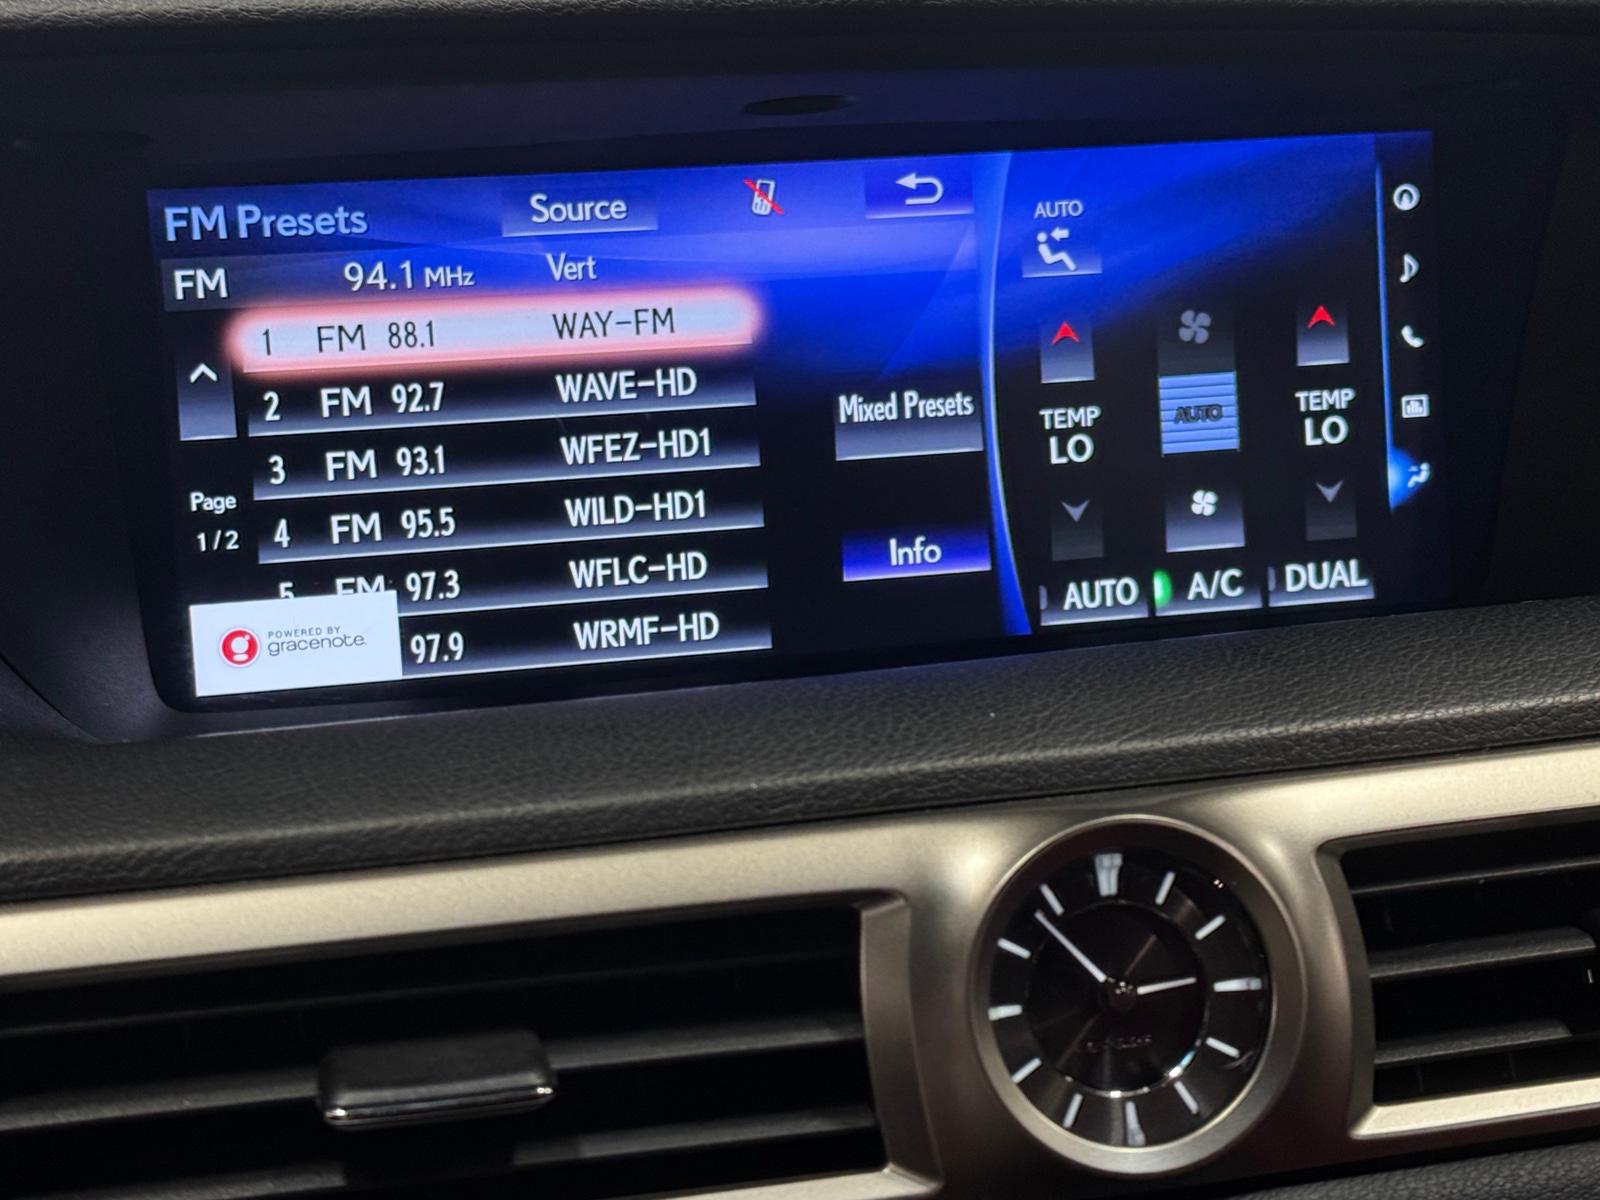 FM Presets Source
FM 94.1 MHz Vert
1 FM 88.1 WAY-FM
2 FM 92.7 WAVE-HD
3 FM 93.1 WFEZ-HD1
4 FM 95.5 WILD-HD1
5 FM 97.3 WFLC-HD
97.9 WRMF-HD
Page
1/2
POWERED BY
gracenote.
Mixed Presets
Info
AUTO
TEMP
LO
AUTO
TEMP
LO
AUTO A/C DUAL